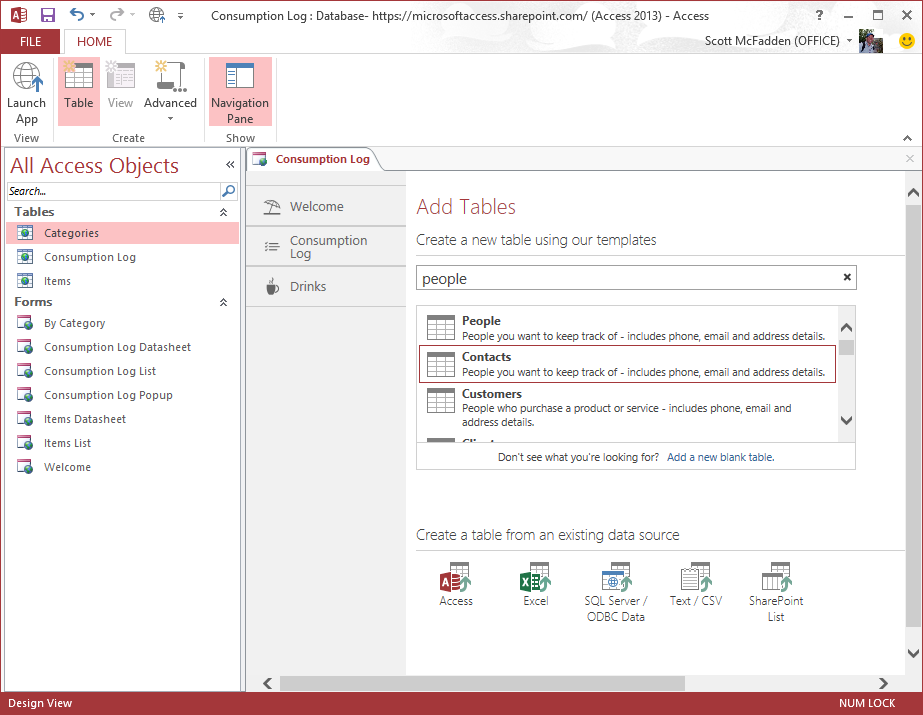 Consumption Log : Database- https://microsoftaccess.sharepoint.com/ (Access 2013) - Access
?
FILE
HOME
Scott McFadden (OFFICE)
Launch
App
Table
View
Advanced
Navigation
Pane
View
Create
Show
All Access Objects
«
Search...
Tables
Categories
Consumption Log
Items
Forms
By Category
Consumption Log Datasheet
Consumption Log List
Consumption Log Popup
Items Datasheet
Items List
Welcome
Consumption Log
Welcome
Consumption
Log
Drinks
Add Tables
Create a new table using our templates
people
People
People you want to keep track of - includes phone, email and address details.
Contacts
People you want to keep track of - includes phone, email and address details.
Customers
People who purchase a product or service - includes phone, email and
address details.
Don't see what you're looking for? Add a new blank table.
Create a table from an existing data source
Access
Excel
SQL Server /
ODBC Data
Text / CSV
SharePoint
List
Design View
NUM LOCK